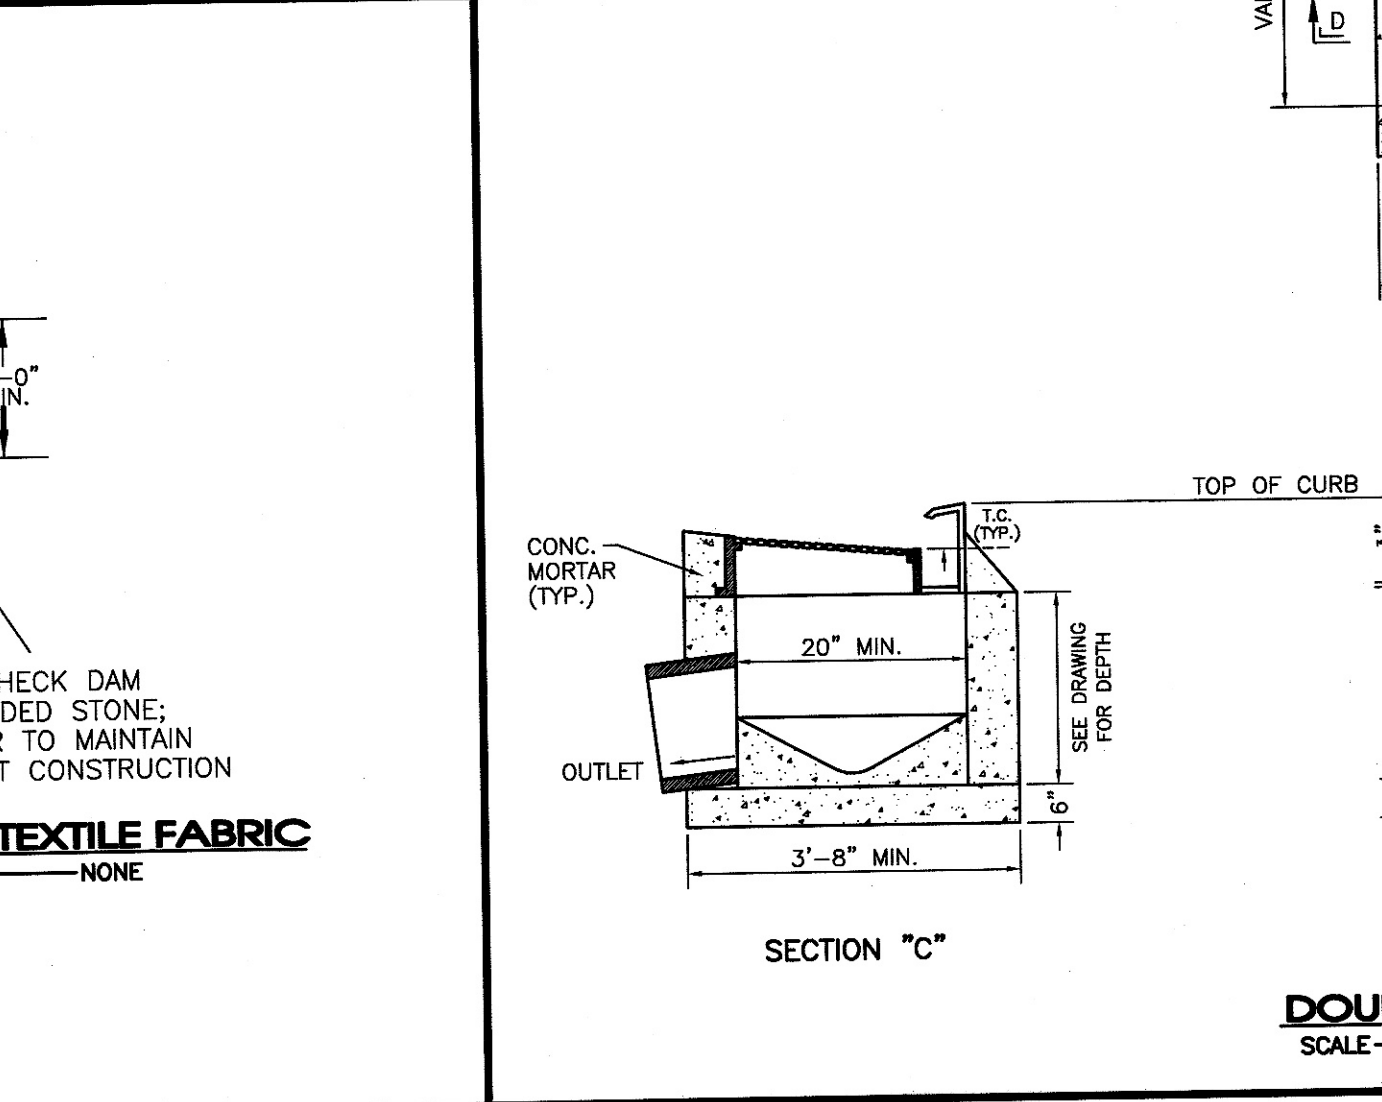 D
-0"
IN.
HECK DAM
DED STONE;
R TO MAINTAIN
T CONSTRUCTION
TEXTILE FABRIC
NONE
TOP OF CURB
T.C.
(TYP.)
CONC.
MORTAR
(TYP.)
20" MIN.
SEE DRAWING
FOR DEPTH
OUTLET
6"
3'-8" MIN.
SECTION "C"
DOU
SCALE-